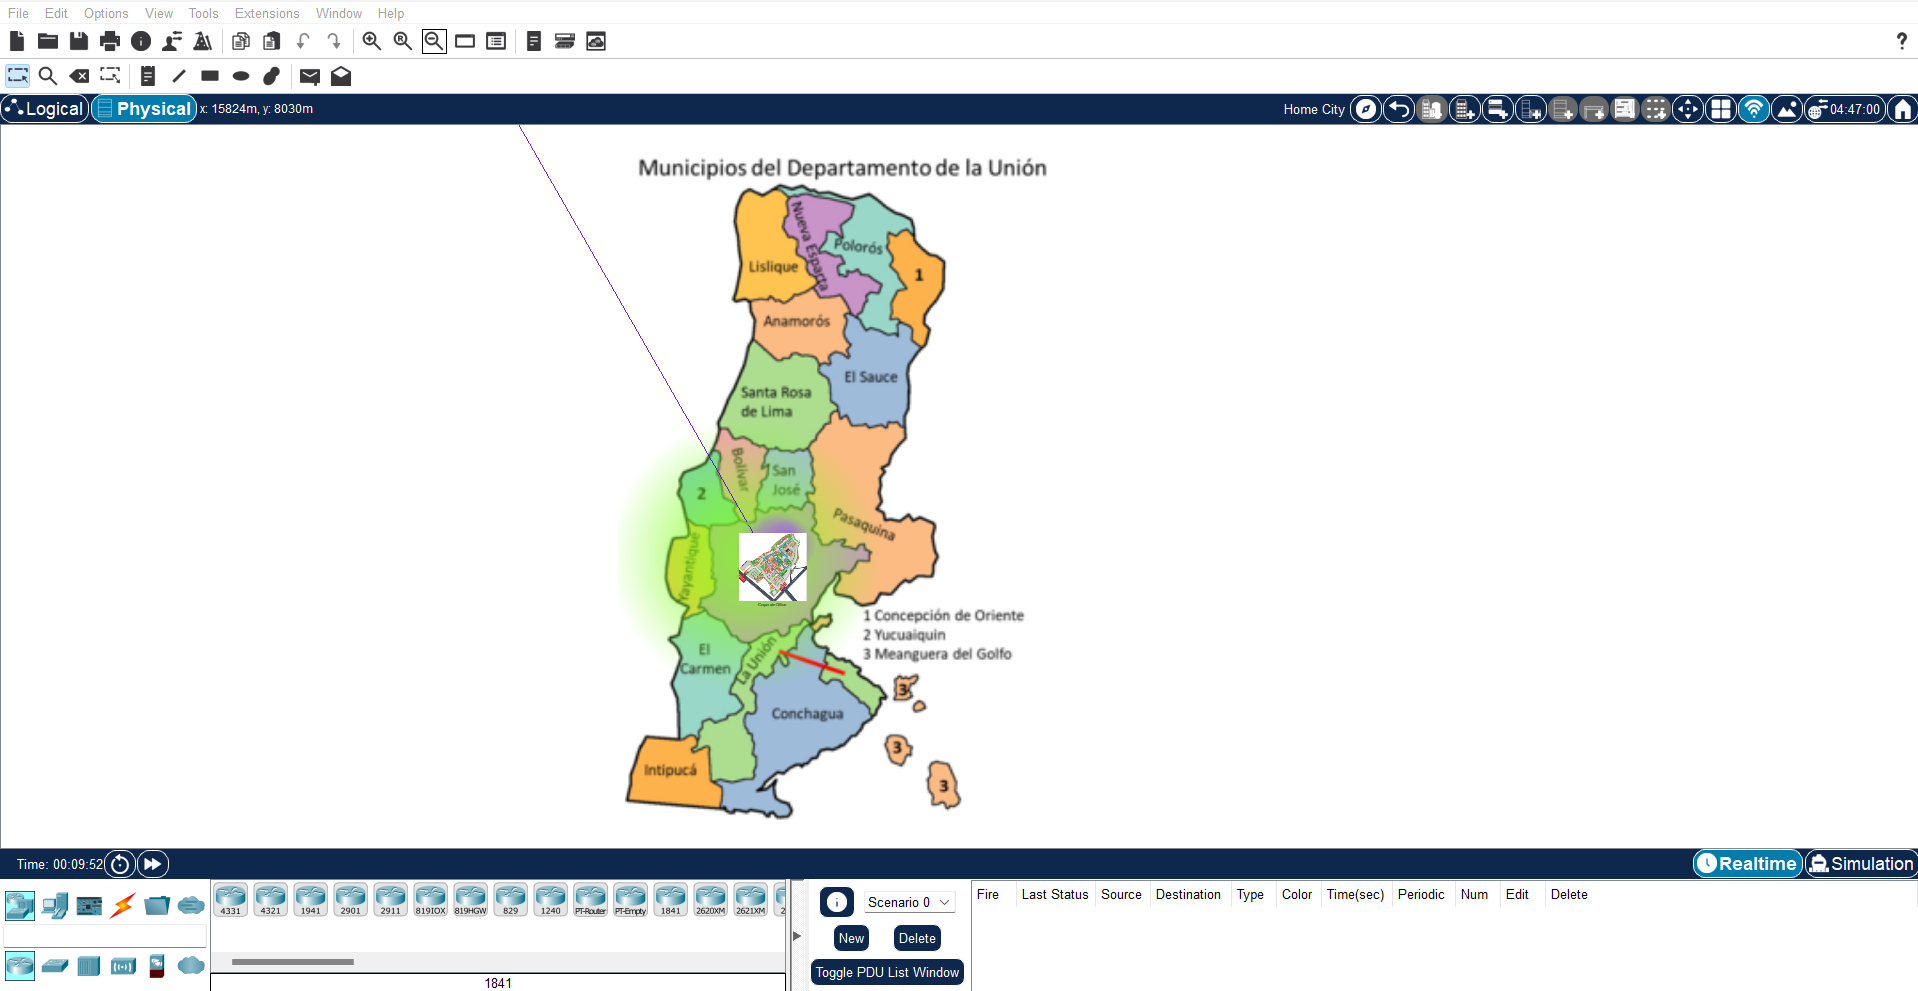 File Edit Options View Tools Extensions Window Help
?
Logical Physical x: 15824m, y: 8030m Home City 04:47:00
Municipios del Departamento de la Unión
Nueva Esparta
Polorós
Lislique
1
Anamorós
El Sauce
Santa Rosa
de Lima
Bolívar
San
José
2
Pasaquina
Yayantique
1 Concepción de Oriente
2 Yucuaiquin
3 Meanguera del Golfo
El
Carmen
La Unión
3
Conchagua
3
Intipucá
3
Time: 00:09:52 Realtime Simulation
4331 4321 1941 2901 2911 819IOX 819HGW 829 1240 PT-Router PT-Empty 1841 2620XM 2621XM 2
1841
Scenario 0
New Delete
Toggle PDU List Window
Fire Last Status Source Destination Type Color Time(sec) Periodic Num Edit Delete